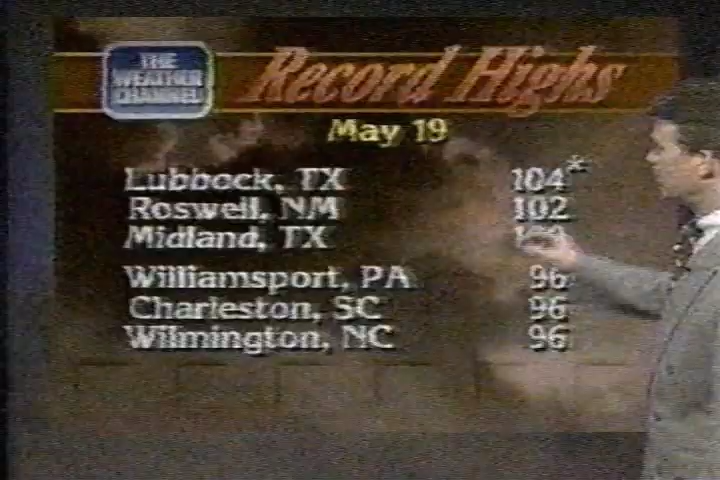 THE
WEATHER
CHANNEL
Record Highs
May 19
Lubbock, TX 104*
Roswell, NM 102
Midland, TX
Williamsport, PA 96
Charleston, SC 96
Wilmington, NC 96